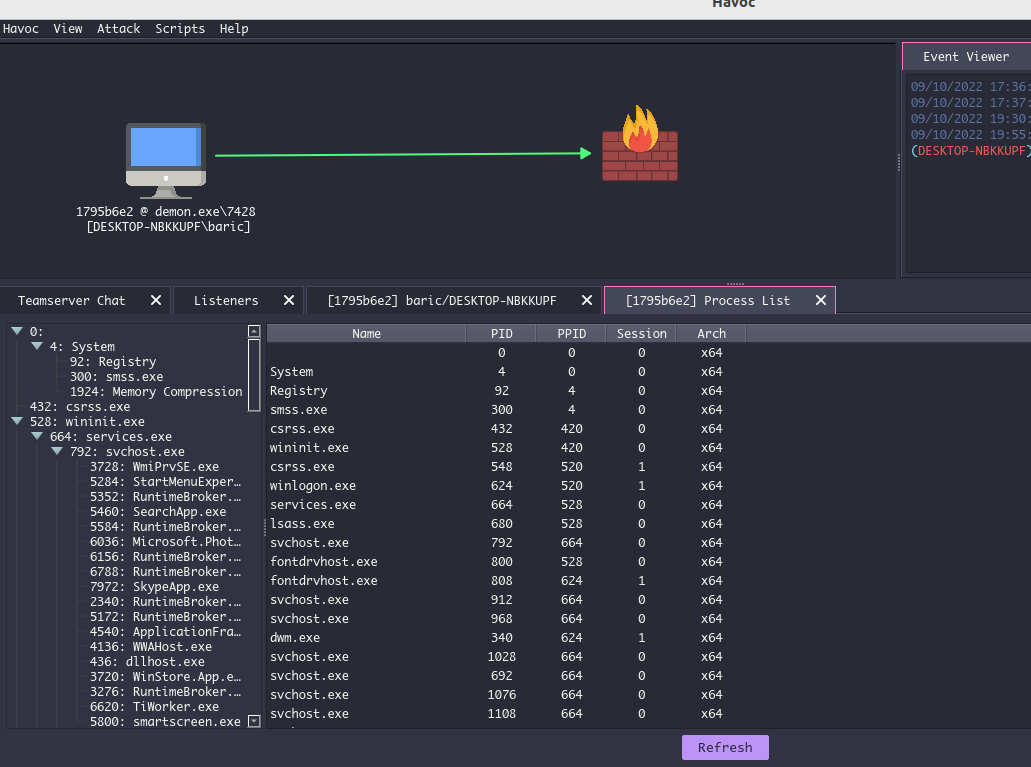 Havoc
Havoc View Attack Scripts Help
Event Viewer
09/10/2022 17:36:
09/10/2022 17:37:
09/10/2022 19:30:
09/10/2022 19:55:
(DESKTOP-NBKKUPF)
1795b6e2 @ demon.exe\7428
[DESKTOP-NBKKUPF\baric]
Teamserver Chat Listeners [1795b6e2] baric/DESKTOP-NBKKUPF [1795b6e2] Process List
0:
4: System
92: Registry
300: smss.exe
1924: Memory Compression
432: csrss.exe
528: wininit.exe
664: services.exe
792: svchost.exe
3728: WmiPrvSE.exe
5284: StartMenuExper…
5352: RuntimeBroker.…
5460: SearchApp.exe
5584: RuntimeBroker.…
6036: Microsoft.Phot…
6156: RuntimeBroker.…
6788: RuntimeBroker.…
7972: SkypeApp.exe
2340: RuntimeBroker.…
5172: RuntimeBroker.…
4540: ApplicationFra…
4136: WWAHost.exe
436: dllhost.exe
3720: WinStore.App.e…
3276: RuntimeBroker.…
6620: TiWorker.exe
5800: smartscreen.exe
Name PID PPID Session Arch
0 0 0 x64
System 4 0 0 x64
Registry 92 4 0 x64
smss.exe 300 4 0 x64
csrss.exe 432 420 0 x64
wininit.exe 528 420 0 x64
csrss.exe 548 520 1 x64
winlogon.exe 624 520 1 x64
services.exe 664 528 0 x64
lsass.exe 680 528 0 x64
svchost.exe 792 664 0 x64
fontdrvhost.exe 800 528 0 x64
fontdrvhost.exe 808 624 1 x64
svchost.exe 912 664 0 x64
svchost.exe 968 664 0 x64
dwm.exe 340 624 1 x64
svchost.exe 1028 664 0 x64
svchost.exe 692 664 0 x64
svchost.exe 1076 664 0 x64
svchost.exe 1108 664 0 x64
Refresh